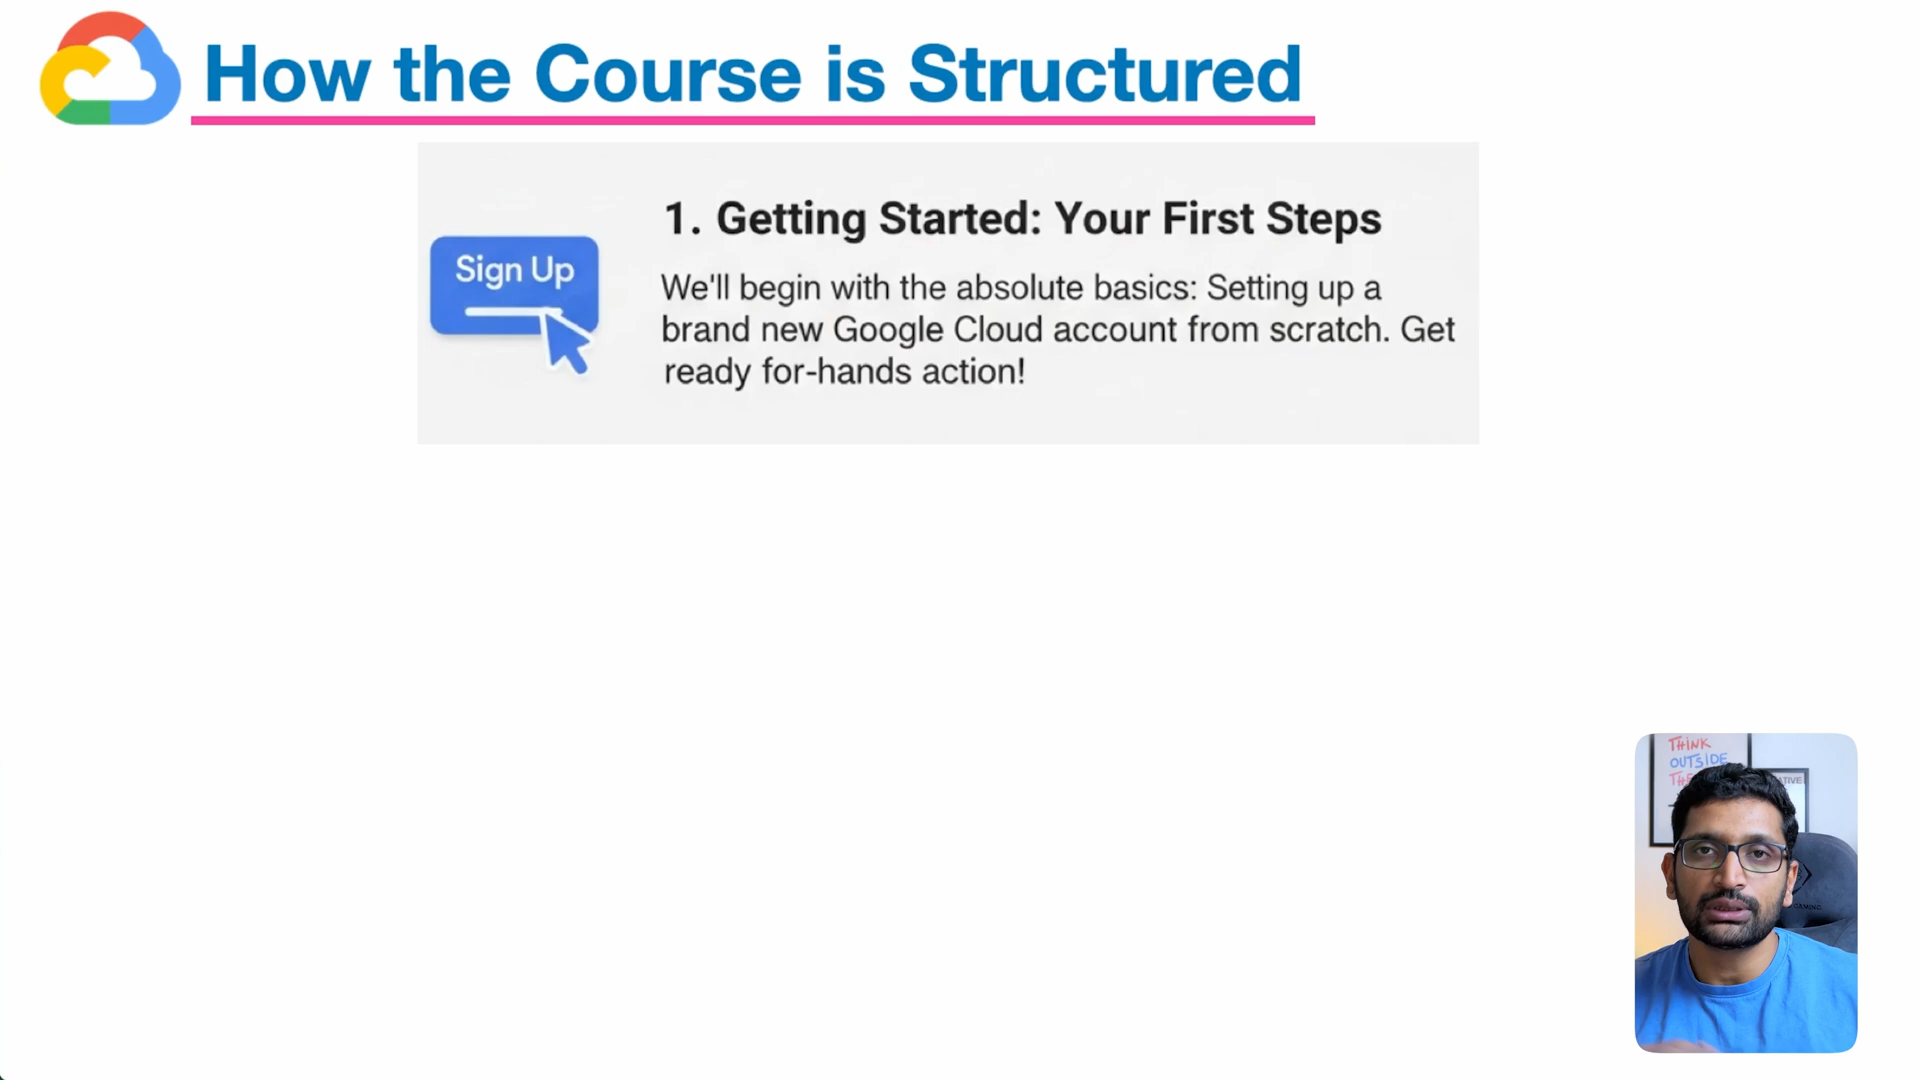 How the Course is Structured
Sign Up
1. Getting Started: Your First Steps
We'll begin with the absolute basics: Setting up a
brand new Google Cloud account from scratch. Get
ready for-hands action!
THINK
OUTSIDE
GAMING